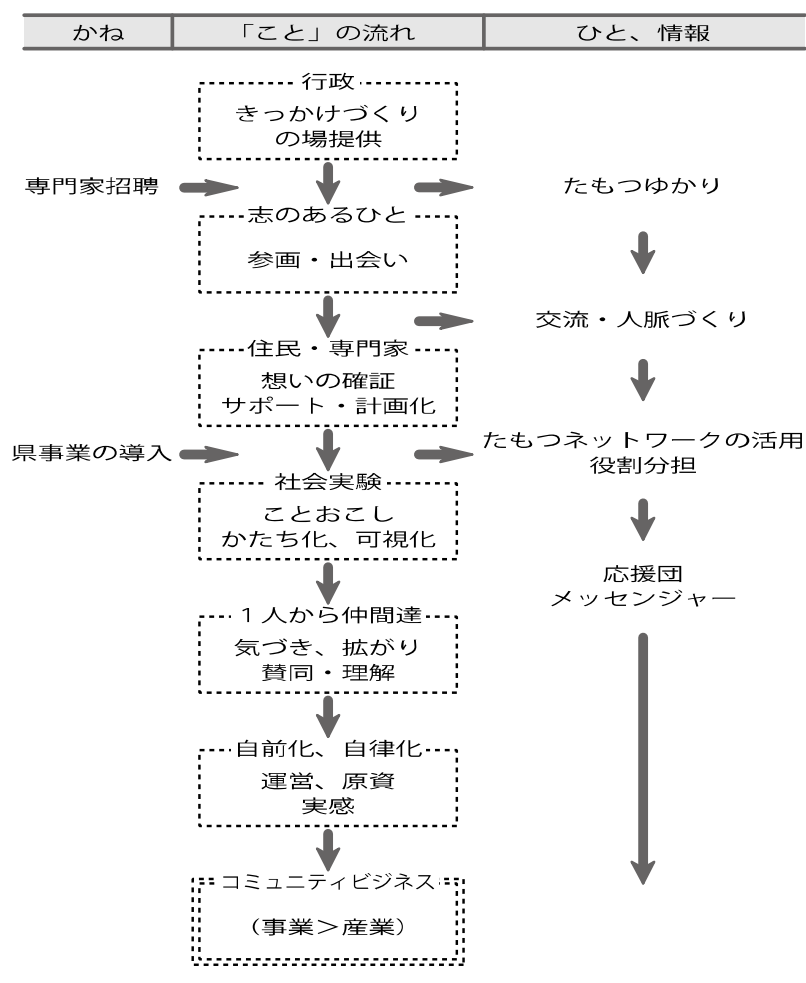 かね
「こと」の流れ
ひと、情報
行政
きっかけづくり
の場提供
専門家招聘
たもつゆかり
志のあるひと
参画・出会い
交流・人脈づくり
住民・専門家
想いの確証
サポート・計画化
県事業の導入
たもつネットワークの活用
役割分担
社会実験
ことおこし
かたち化、可視化
応援団
メッセンジャー
1人から仲間達
気づき、拡がり
賛同・理解
自前化、自律化
運営、原資
実感
コミュニティビジネス
（事業＞産業）